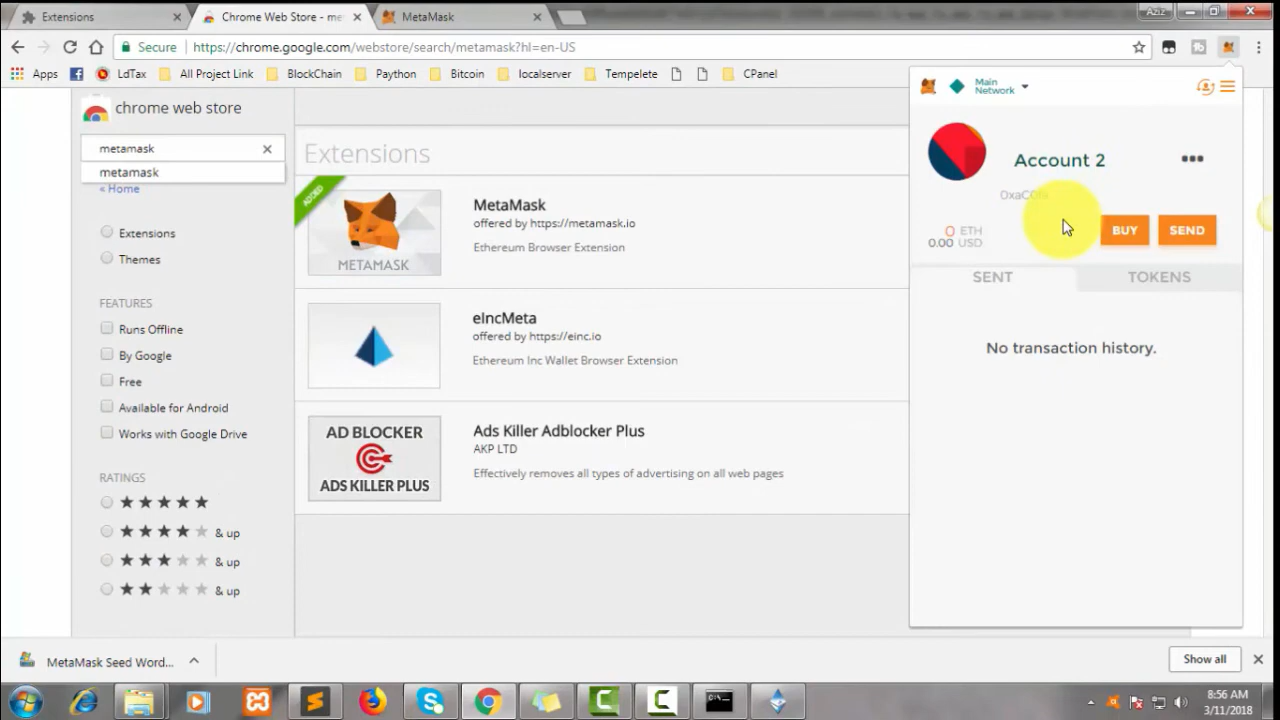 Extensions
Chrome Web Store - me
MetaMask
Aziz
Secure
https://chrome.google.com/webstore/search/metamask?hl=en-US
Apps
LdTax
All Project Link
BlockChain
Paython
Bitcoin
localserver
Tempelete
CPanel
chrome web store
metamask
metamask
« Home
Extensions
Themes
FEATURES
Runs Offline
By Google
Free
Available for Android
Works with Google Drive
RATINGS
& up
& up
& up
Extensions
ADDED
METAMASK
MetaMask
offered by https://metamask.io
Ethereum Browser Extension
eIncMeta
offered by https://einc.io
Ethereum Inc Wallet Browser Extension
AD BLOCKER
ADS KILLER PLUS
Ads Killer Adblocker Plus
AKP LTD
Effectively removes all types of advertising on all web pages
Main
Network
Account 2
0 ETH
0.00 USD
BUY
SEND
SENT
TOKENS
No transaction history.
MetaMask Seed Word...
Show all
8:56 AM
3/11/2018